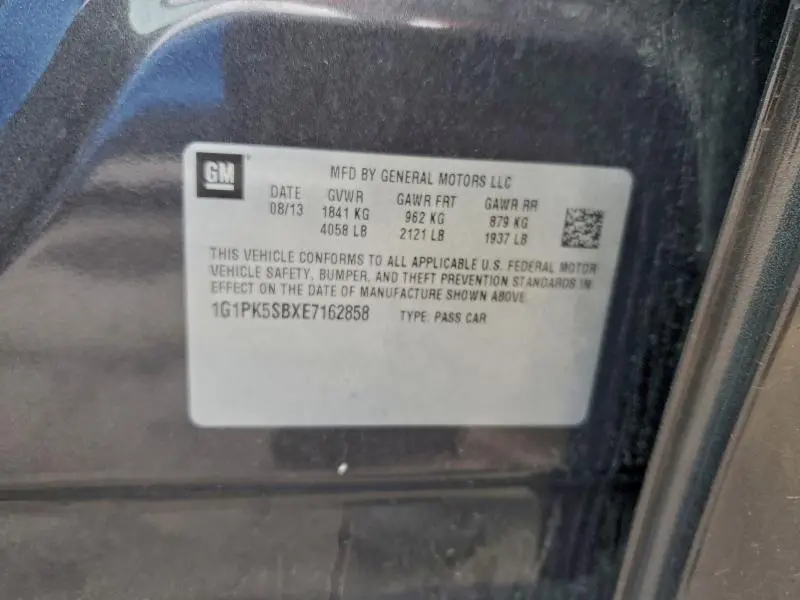 GM ®
MFD BY GENERAL MOTORS LLC
DATE GVWR GAWR FRT GAWR RR
08/13 1841 KG 962 KG 879 KG
4058 LB 2121 LB 1937 LB
THIS VEHICLE CONFORMS TO ALL APPLICABLE U.S. FEDERAL MOTOR
VEHICLE SAFETY, BUMPER, AND THEFT PREVENTION STANDARDS IN
EFFECT ON THE DATE OF MANUFACTURE SHOWN ABOVE.
1G1PK5SBXE7162858 TYPE: PASS CAR